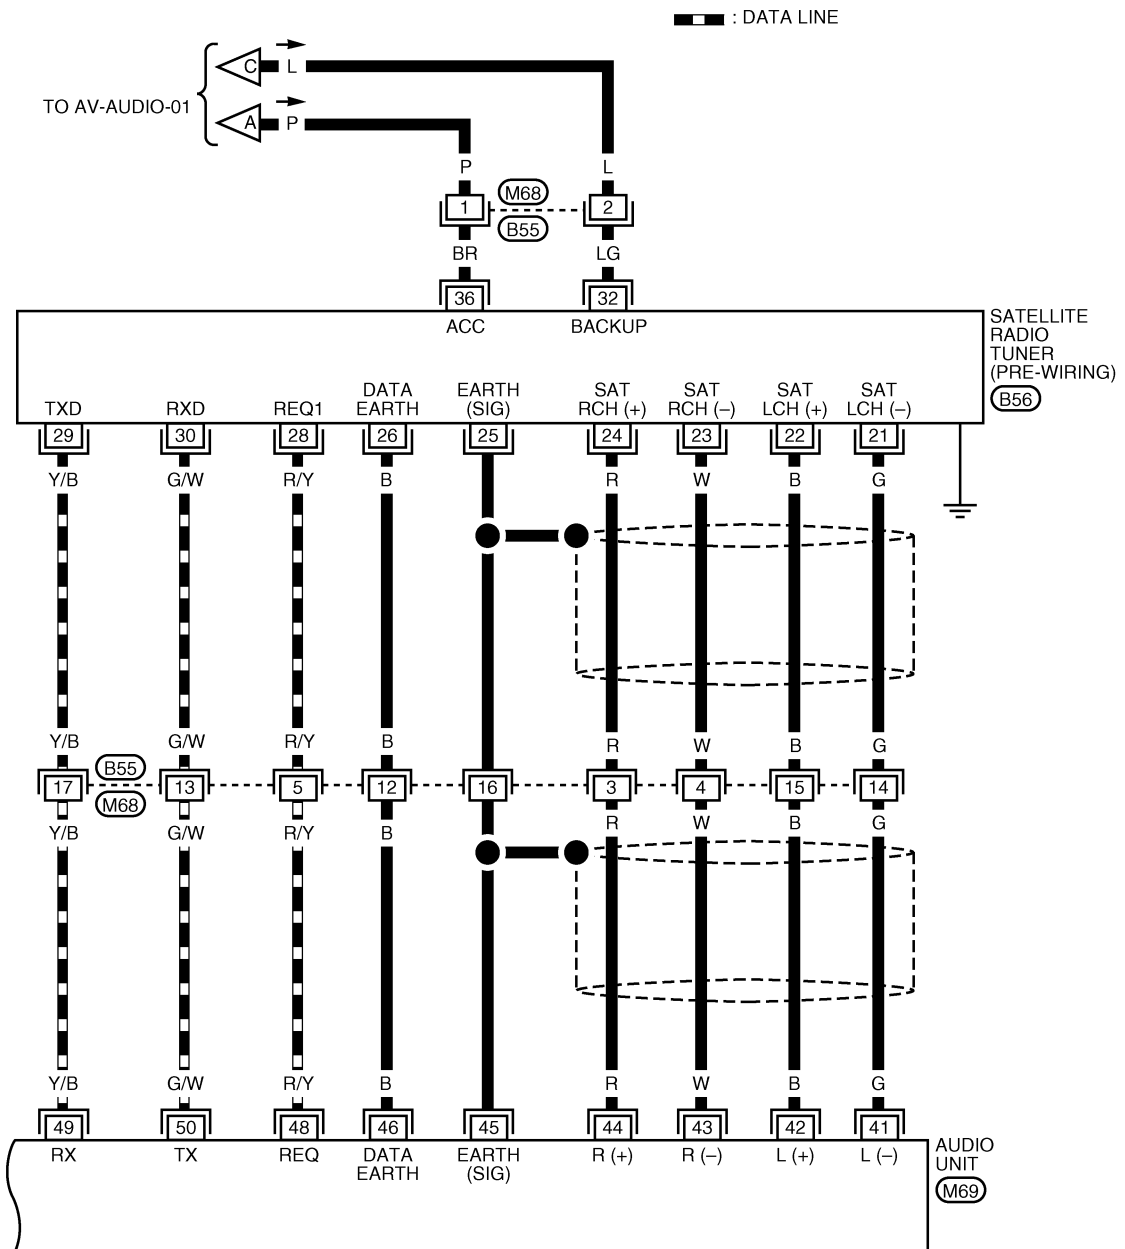 : DATA LINE
C L
TO AV-AUDIO-01
A P
P L
1 M68 2
B55
BR LG
36 32
ACC BACKUP
SATELLITE
RADIO
TUNER
(PRE-WIRING)
B56
TXD RXD REQ1 DATA EARTH EARTH (SIG) SAT RCH (+) SAT RCH (–) SAT LCH (+) SAT LCH (–)
29 30 28 26 25 24 23 22 21
Y/B G/W R/Y B R W B G
Y/B G/W R/Y B R W B G
B55
17 13 5 12 16 3 4 15 14
M68
Y/B G/W R/Y B R W B G
Y/B G/W R/Y B R W B G
49 50 48 46 45 44 43 42 41
RX TX REQ DATA EARTH EARTH (SIG) R (+) R (–) L (+) L (–)
AUDIO
UNIT
M69